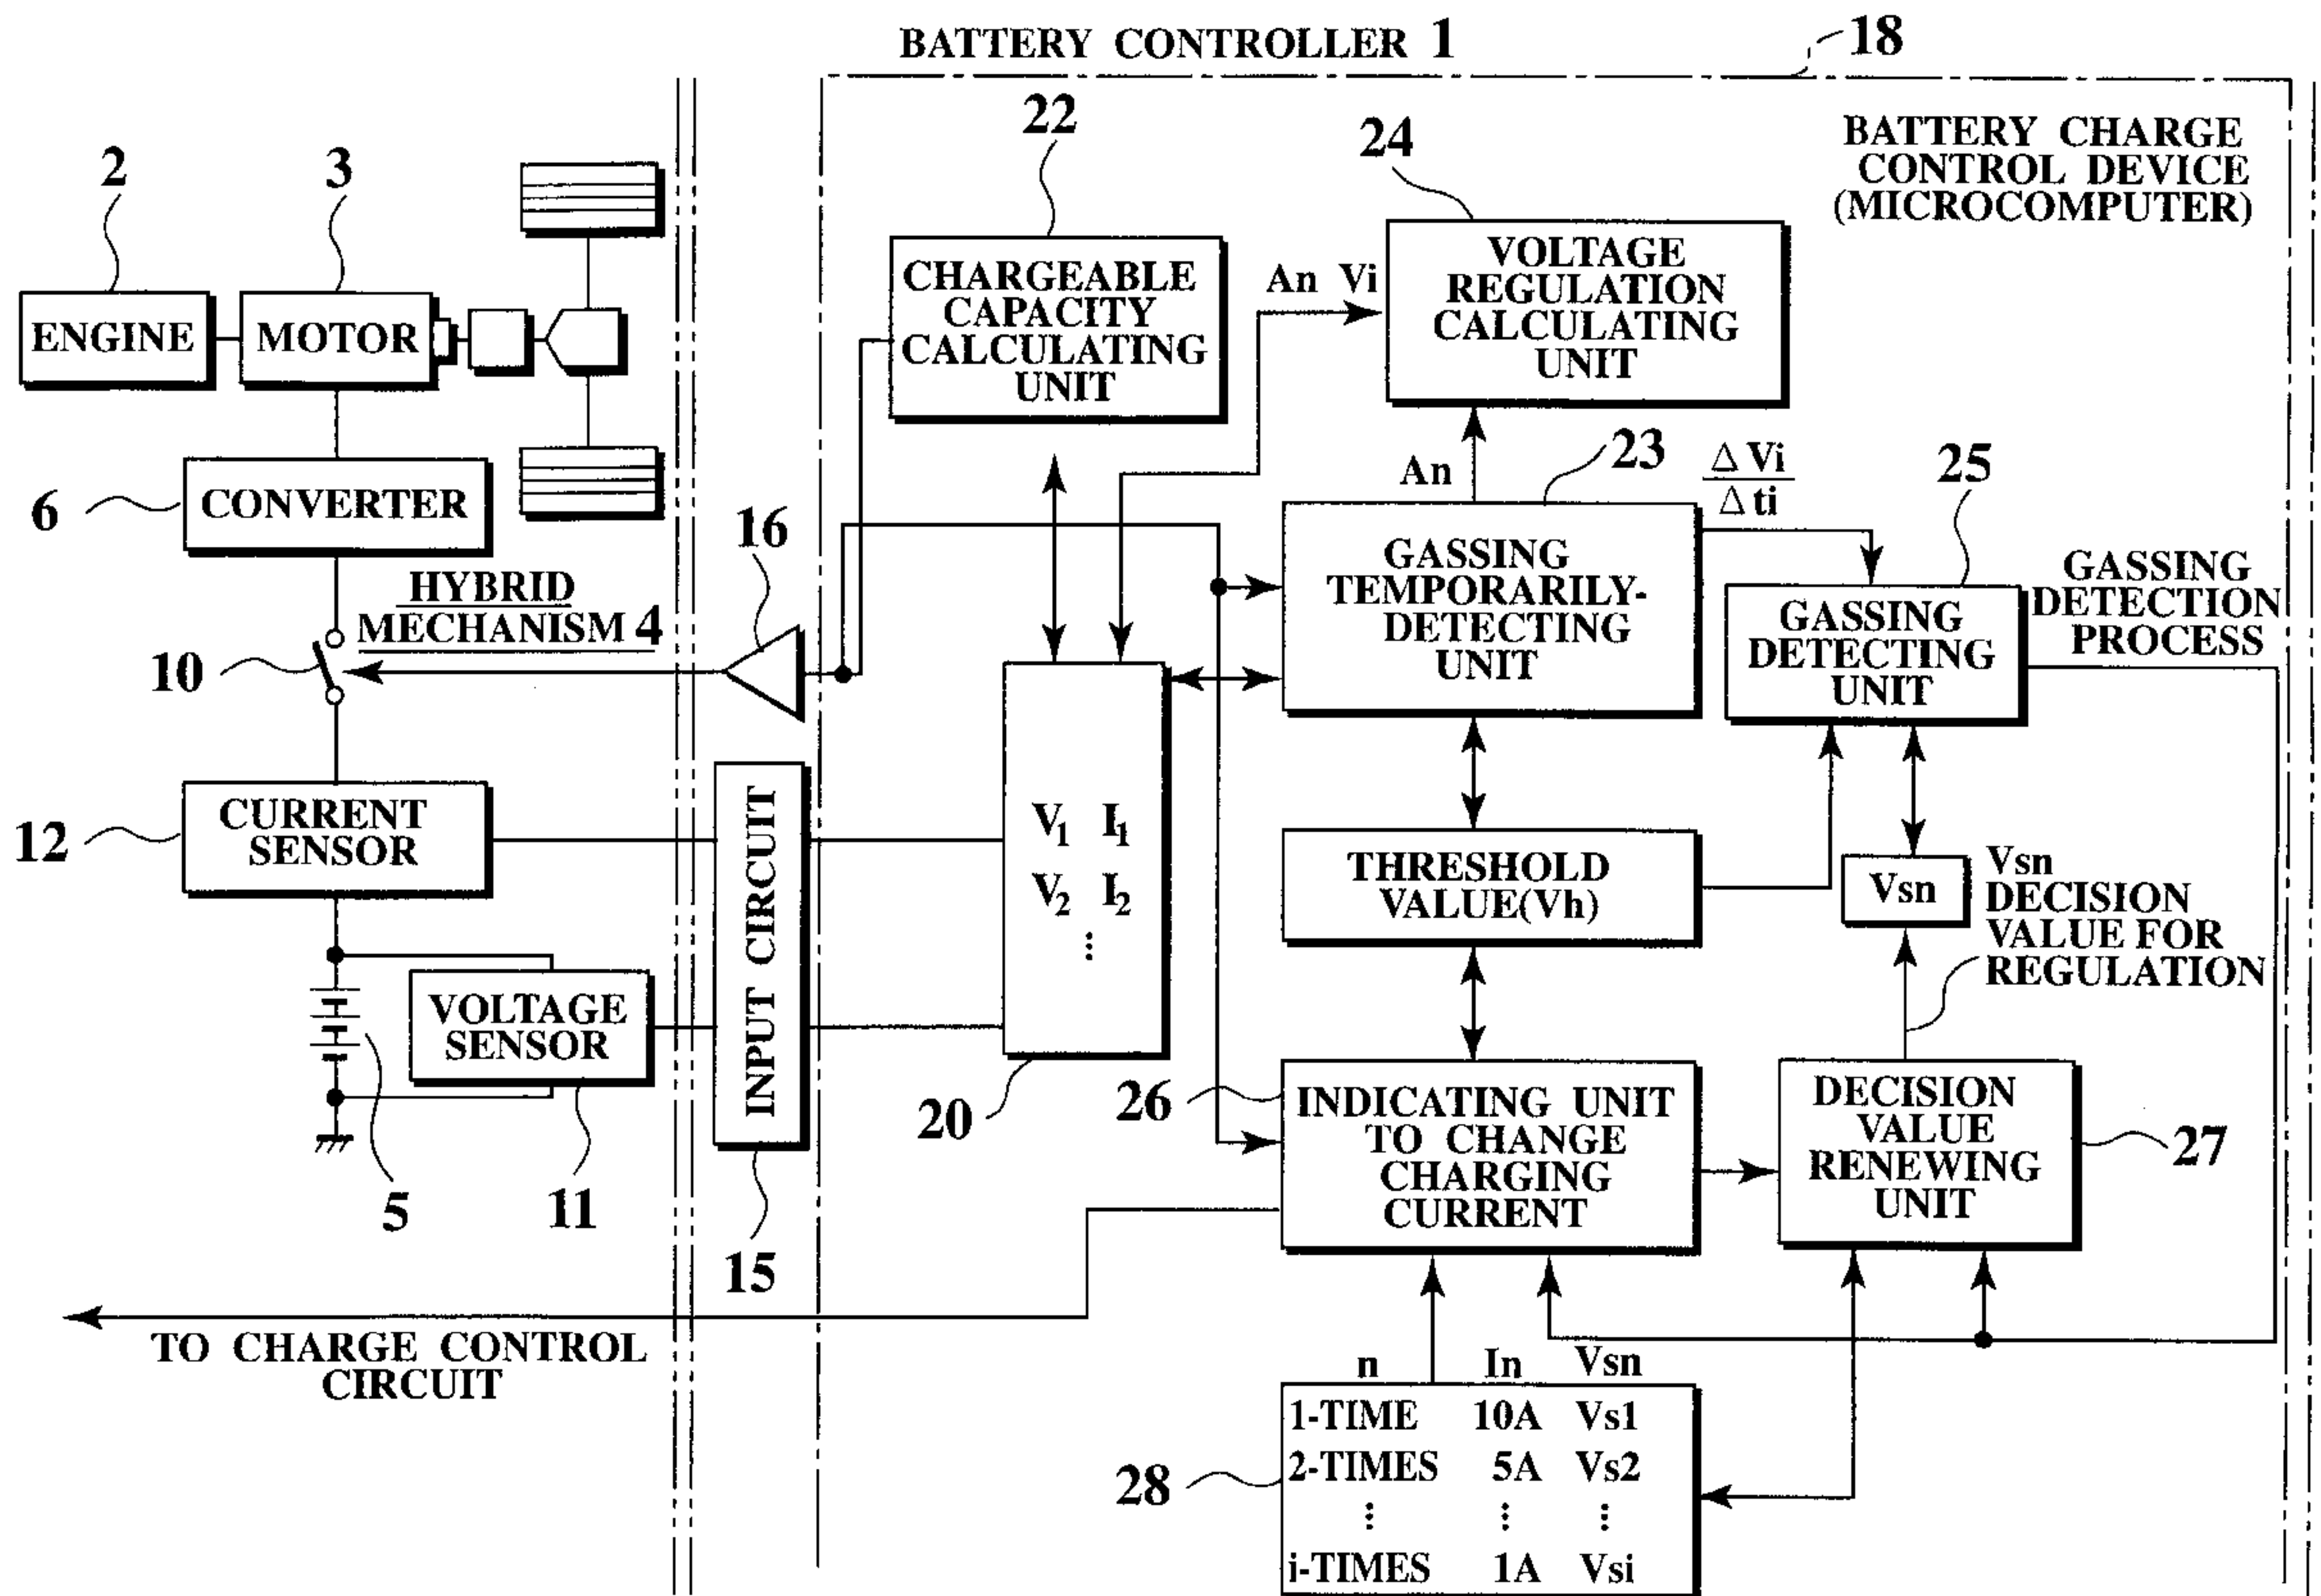 BATTERY CONTROLLER 1
18
BATTERY CHARGE
CONTROL DEVICE
(MICROCOMPUTER)
2
3
ENGINE
MOTOR
6
CONVERTER
HYBRID
MECHANISM 4
10
16
12
CURRENT
SENSOR
VOLTAGE
SENSOR
5
11
INPUT CIRCUIT
15
TO CHARGE CONTROL
CIRCUIT
22
CHARGEABLE
CAPACITY
CALCULATING
UNIT
24
An Vi
VOLTAGE
REGULATION
CALCULATING
UNIT
An
23
ΔVi
Δti
25
GASSING
TEMPORARILY-
DETECTING
UNIT
GASSING
DETECTING
UNIT
GASSING
DETECTION
PROCESS
V1 I1
V2 I2
...
20
THRESHOLD
VALUE(Vh)
Vsn
Vsn
DECISION
VALUE FOR
REGULATION
26
INDICATING UNIT
TO CHANGE
CHARGING
CURRENT
DECISION
VALUE
RENEWING
UNIT
27
n In Vsn
1-TIME 10A Vs1
2-TIMES 5A Vs2
... ... ...
i-TIMES 1A Vsi
28